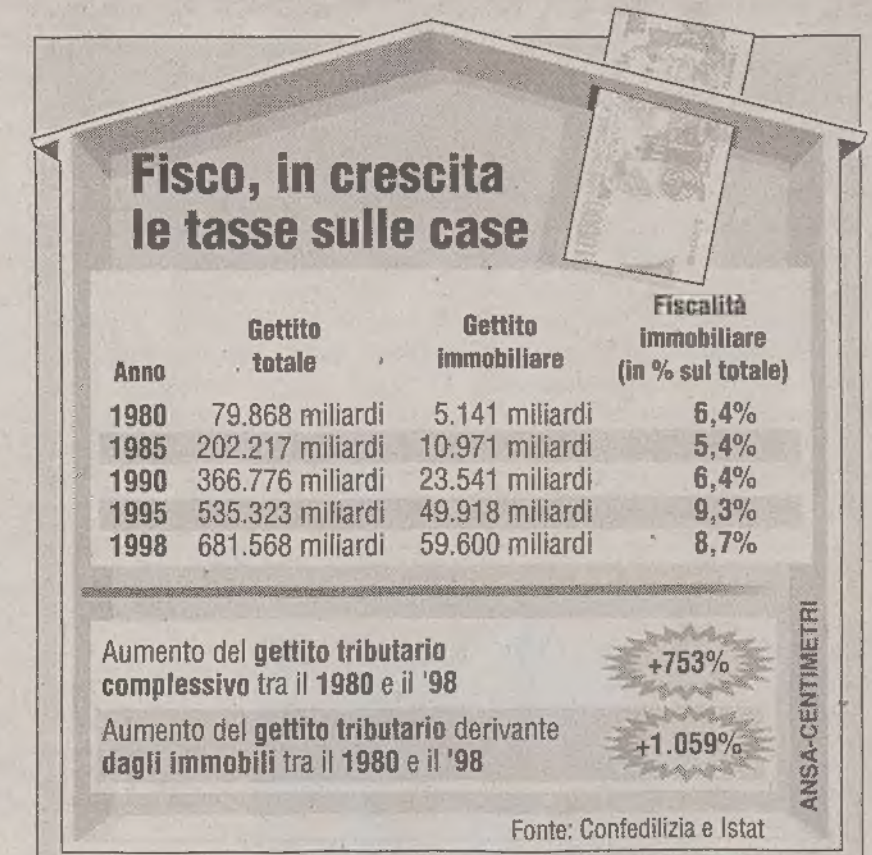 Fisco, in crescita
le tasse sulle case
Anno Gettito totale Gettito immobiliare Fiscalità immobiliare (in % sul totale)
1980 79.868 miliardi 5.141 miliardi 6,4%
1985 202.217 miliardi 10.971 miliardi 5,4%
1990 366.776 miliardi 23.541 miliardi 6,4%
1995 535.323 miliardi 49.918 miliardi 9,3%
1998 681.568 miliardi 59.600 miliardi 8,7%
Aumento del gettito tributario
complessivo tra il 1980 e il '98
+753%
Aumento del gettito tributario derivante
dagli immobili tra il 1980 e il '98
+1.059%
ANSA-CENTIMETRI
Fonte: Confedilizia e Istat